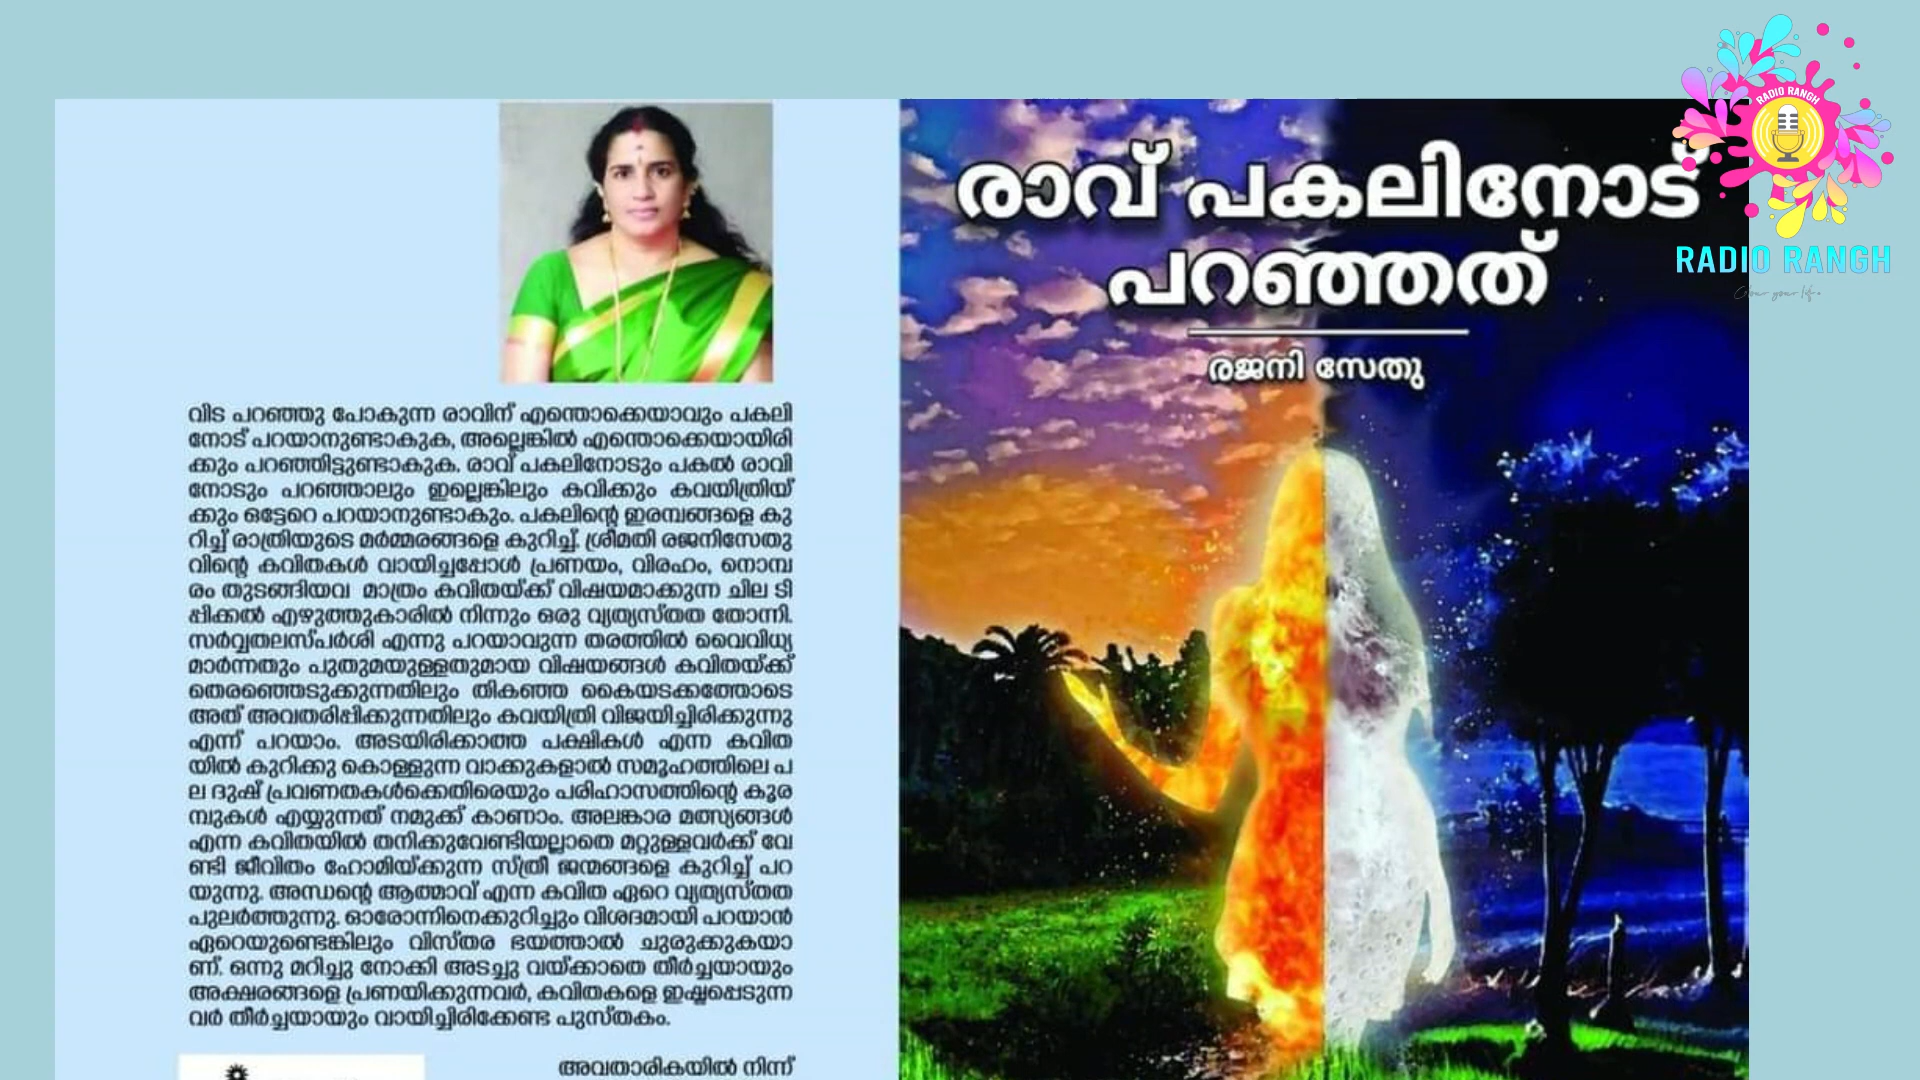 വിട പറഞ്ഞു പോകുന്ന രാവിന് എന്തൊക്കെയാവും പകലി
നോട് പറയാനുണ്ടാകുക, അല്ലെങ്കിൽ എന്തൊക്കെയായിരി
ക്കും പറഞ്ഞിട്ടുണ്ടാകുക. രാവ് പകലിനോടും പകൽ രാവി
നോടും പറഞ്ഞാലും ഇല്ലെങ്കിലും കവിക്കും കവയിത്രിയ്
ക്കും ഒട്ടേറെ പറയാനുണ്ടാകും. പകലിന്റെ ഇരമ്പങ്ങളെ കു
റിച്ച് രാത്രിയുടെ മർമ്മരങ്ങളെ കുറിച്ച്. ശ്രീമതി രജനിസേതു
വിന്റെ കവിതകൾ വായിച്ചപ്പോൾ പ്രണയം, വിരഹം, നൊമ്പ
രം തുടങ്ങിയവ മാത്രം കവിതയ്ക്ക് വിഷയമാക്കുന്ന ചില ടി
പ്പിക്കൽ എഴുത്തുകാരിൽ നിന്നും ഒരു വ്യത്യസ്തത തോന്നി.
സർവ്വതലസ്പർശി എന്നു പറയാവുന്ന തരത്തിൽ വൈവിധ്യ
മാർന്നതും പുതുമയുള്ളതുമായ വിഷയങ്ങൾ കവിതയ്ക്ക്
തെരഞ്ഞെടുക്കുന്നതിലും തികഞ്ഞ കൈയടക്കത്തോടെ
അത് അവതരിപ്പിക്കുന്നതിലും കവയിത്രി വിജയിച്ചിരിക്കുന്നു
എന്ന് പറയാം. അടയിരിക്കാത്ത പക്ഷികൾ എന്ന കവിത
യിൽ കുറിക്കു കൊള്ളുന്ന വാക്കുകളാൽ സമൂഹത്തിലെ പ
ല ദുഷ് പ്രവണതകൾക്കെതിരെയും പരിഹാസത്തിന്റെ കൂര
മ്പുകൾ എയ്യുന്നത് നമുക്ക് കാണാം. അലങ്കാര മത്സ്യങ്ങൾ
എന്ന കവിതയിൽ തനിക്കുവേണ്ടിയല്ലാതെ മറ്റുള്ളവർക്ക് വേ
ണ്ടി ജീവിതം ഹോമിയ്ക്കുന്ന സ്ത്രീ ജന്മങ്ങളെ കുറിച്ച് പറ
യുന്നു. അന്ധന്റെ ആത്മാവ് എന്ന കവിത ഏറെ വ്യത്യസ്തത
പുലർത്തുന്നു. ഓരോന്നിനെക്കുറിച്ചും വിശദമായി പറയാൻ
ഏറെയുണ്ടെങ്കിലും വിസ്തര ഭയത്താൽ ചുരുക്കുകയാ
ണ്. ഒന്നു മറിച്ചു നോക്കി അടച്ചു വയ്ക്കാതെ തീർച്ചയായും
അക്ഷരങ്ങളെ പ്രണയിക്കുന്നവർ, കവിതകളെ ഇഷ്ടപ്പെടുന്ന
വർ തീർച്ചയായും വായിച്ചിരിക്കേണ്ട പുസ്തകം.
അവതാരികയിൽ നിന്ന്
രാവ് പകലിനോട്
പറഞ്ഞത്
രജനി സേതു
RADIO RANGH
RADIO RANGH
Colour your life